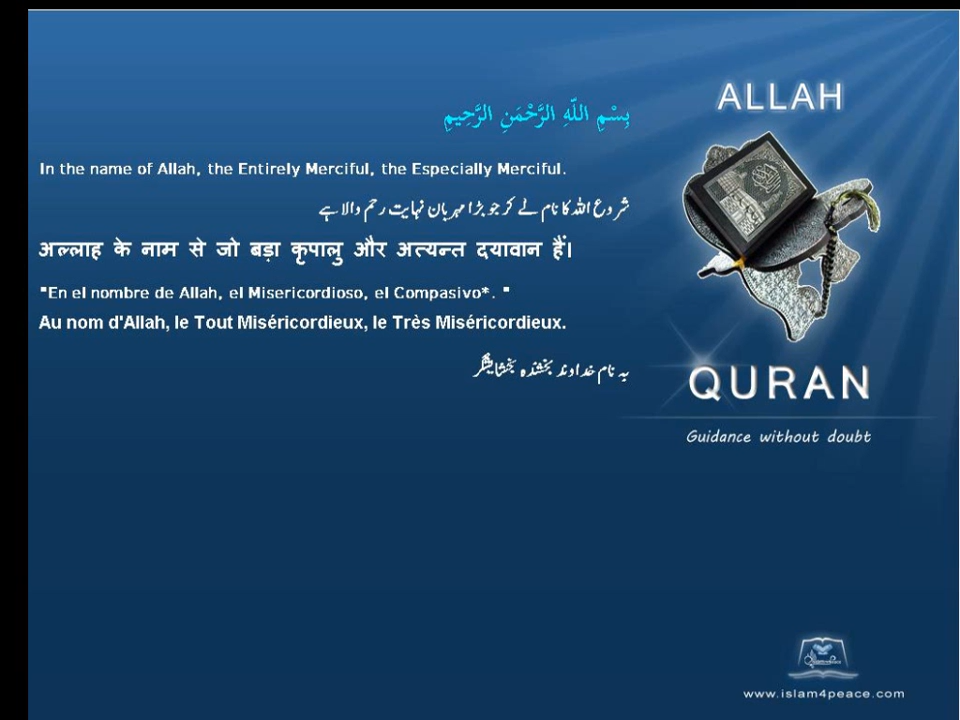 بِسْمِ اللَّهِ الرَّحْمَنِ الرَّحِيمِ
In the name of Allah, the Entirely Merciful, the Especially Merciful.
شروع الله کا نام لے کر جو بڑا مہربان نہایت رحم والا ہے
अल्लाह के नाम से जो बड़ा कृपालु और अत्यन्त दयावान हैं।
"En el nombre de Allah, el Misericordioso, el Compasivo*. "
Au nom d'Allah, le Tout Miséricordieux, le Très Miséricordieux.
به نام خداوند بخشنده بخشایشگر
ALLAH
QURAN
Guidance without doubt
www.islam4peace.com